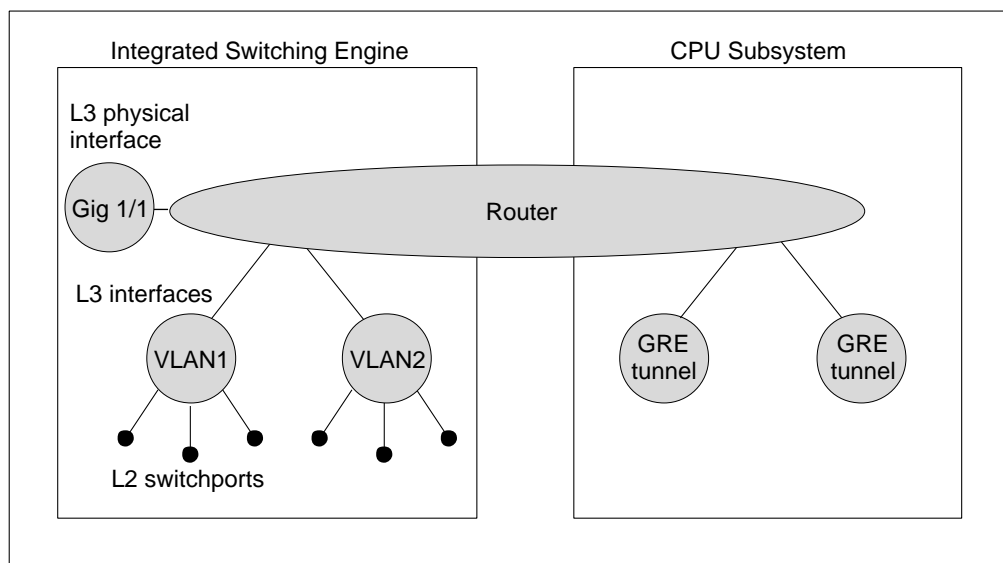 Integrated Switching Engine
CPU Subsystem
L3 physical
interface
Gig 1/1
Router
L3 interfaces
VLAN1
VLAN2
GRE
tunnel
GRE
tunnel
L2 switchports